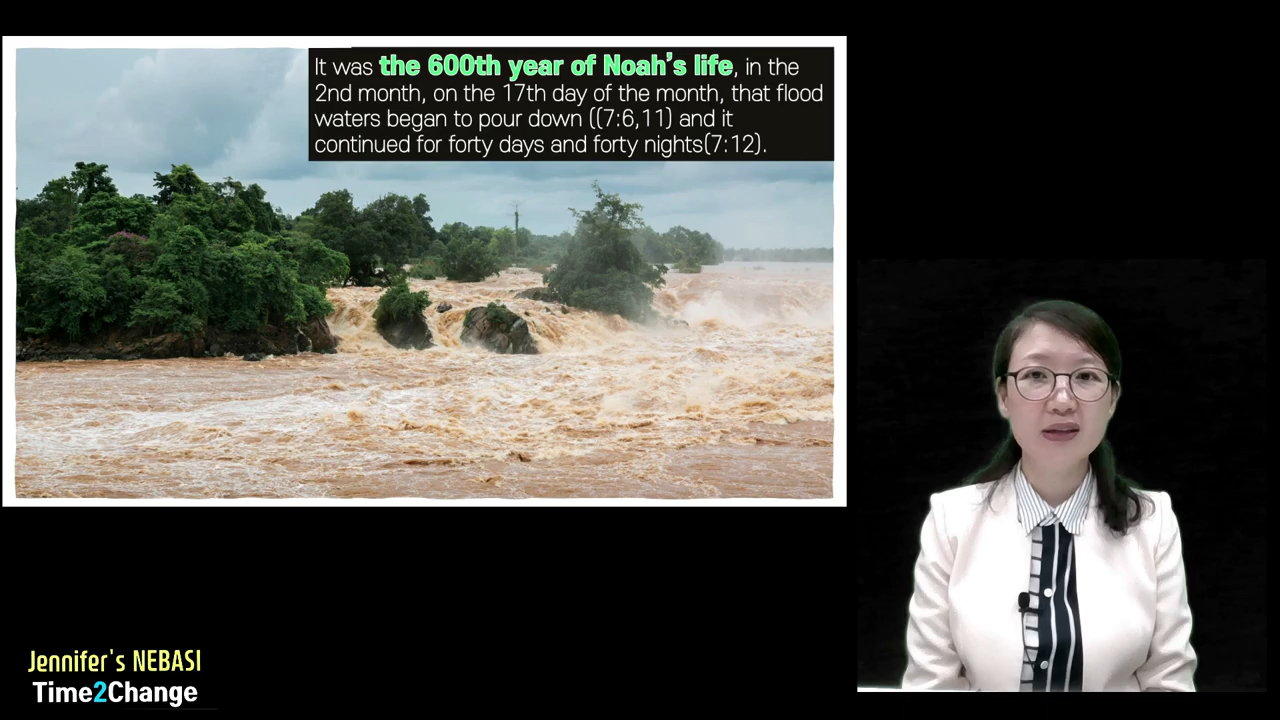 It was the 600th year of Noah's life, in the
2nd month, on the 17th day of the month, that flood
waters began to pour down ((7:6,11) and it
continued for forty days and forty nights(7:12).
Jennifer's NEBASI
Time2Change